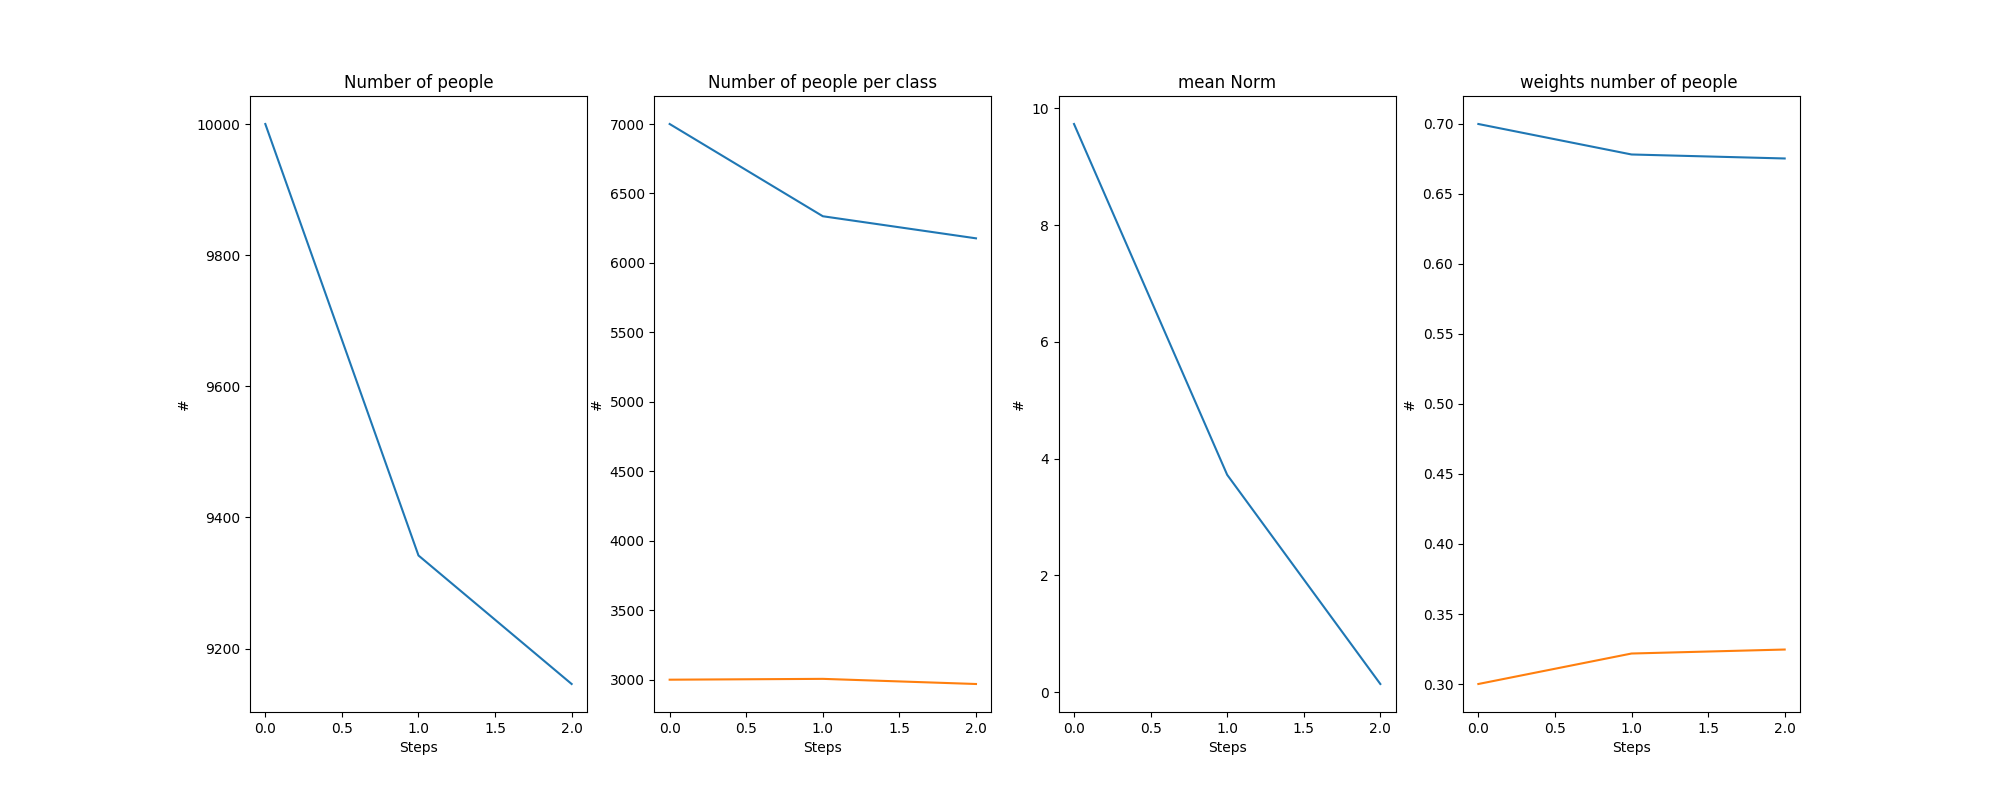 Number of people
10000
9800
9600
9400
9200
#
0.0 0.5 1.0 1.5 2.0
Steps
Number of people per class
7000
6500
6000
5500
5000
4500
4000
3500
3000
#
0.0 0.5 1.0 1.5 2.0
Steps
mean Norm
10
8
6
4
2
0
#
0.0 0.5 1.0 1.5 2.0
Steps
weights number of people
0.70
0.65
0.60
0.55
0.50
0.45
0.40
0.35
0.30
#
0.0 0.5 1.0 1.5 2.0
Steps